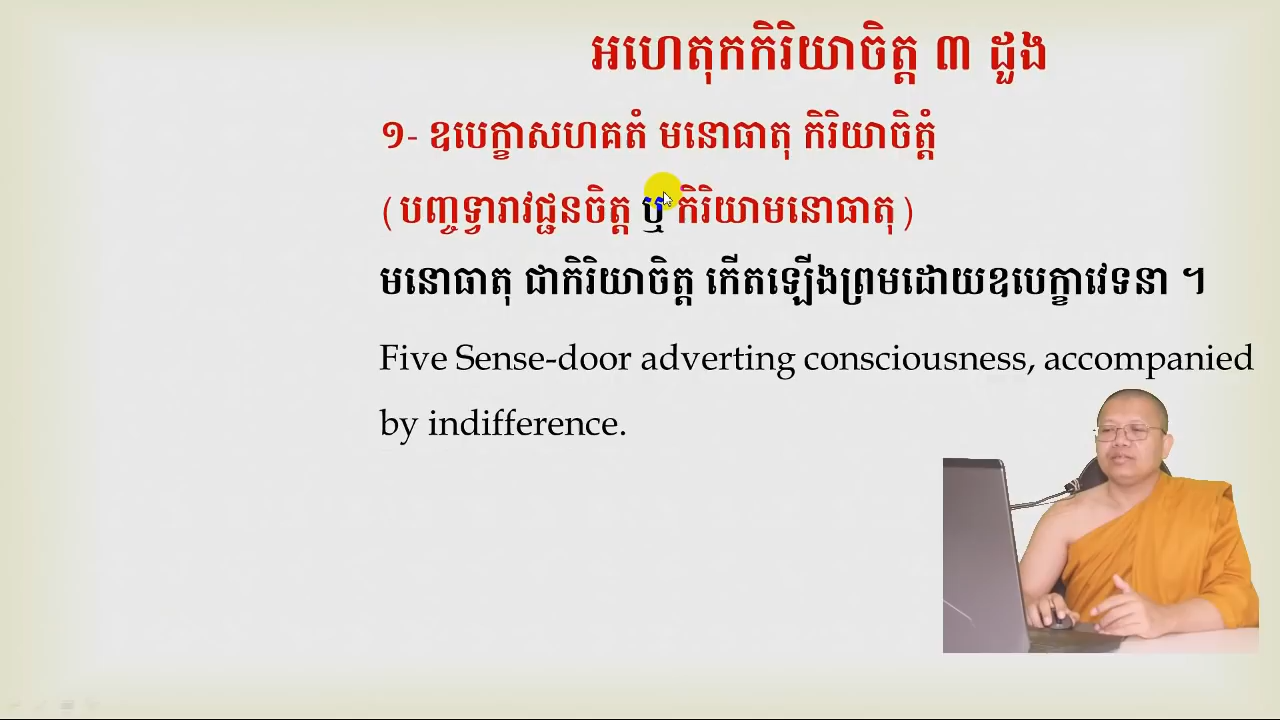 អហេតុកកិរិយាចិត្ត ៣ ដួង
១- ឧបេក្ខាសហគតំ មនោធាតុ កិរិយាចិត្តំ
( បញ្ចទ្វារាវជ្ជនចិត្ត ឬ កិរិយាមនោធាតុ )
មនោធាតុ ជាកិរិយាចិត្ត កើតឡើងព្រមដោយឧបេក្ខាវេទនា ។
Five Sense-door adverting consciousness, accompanied
by indifference.